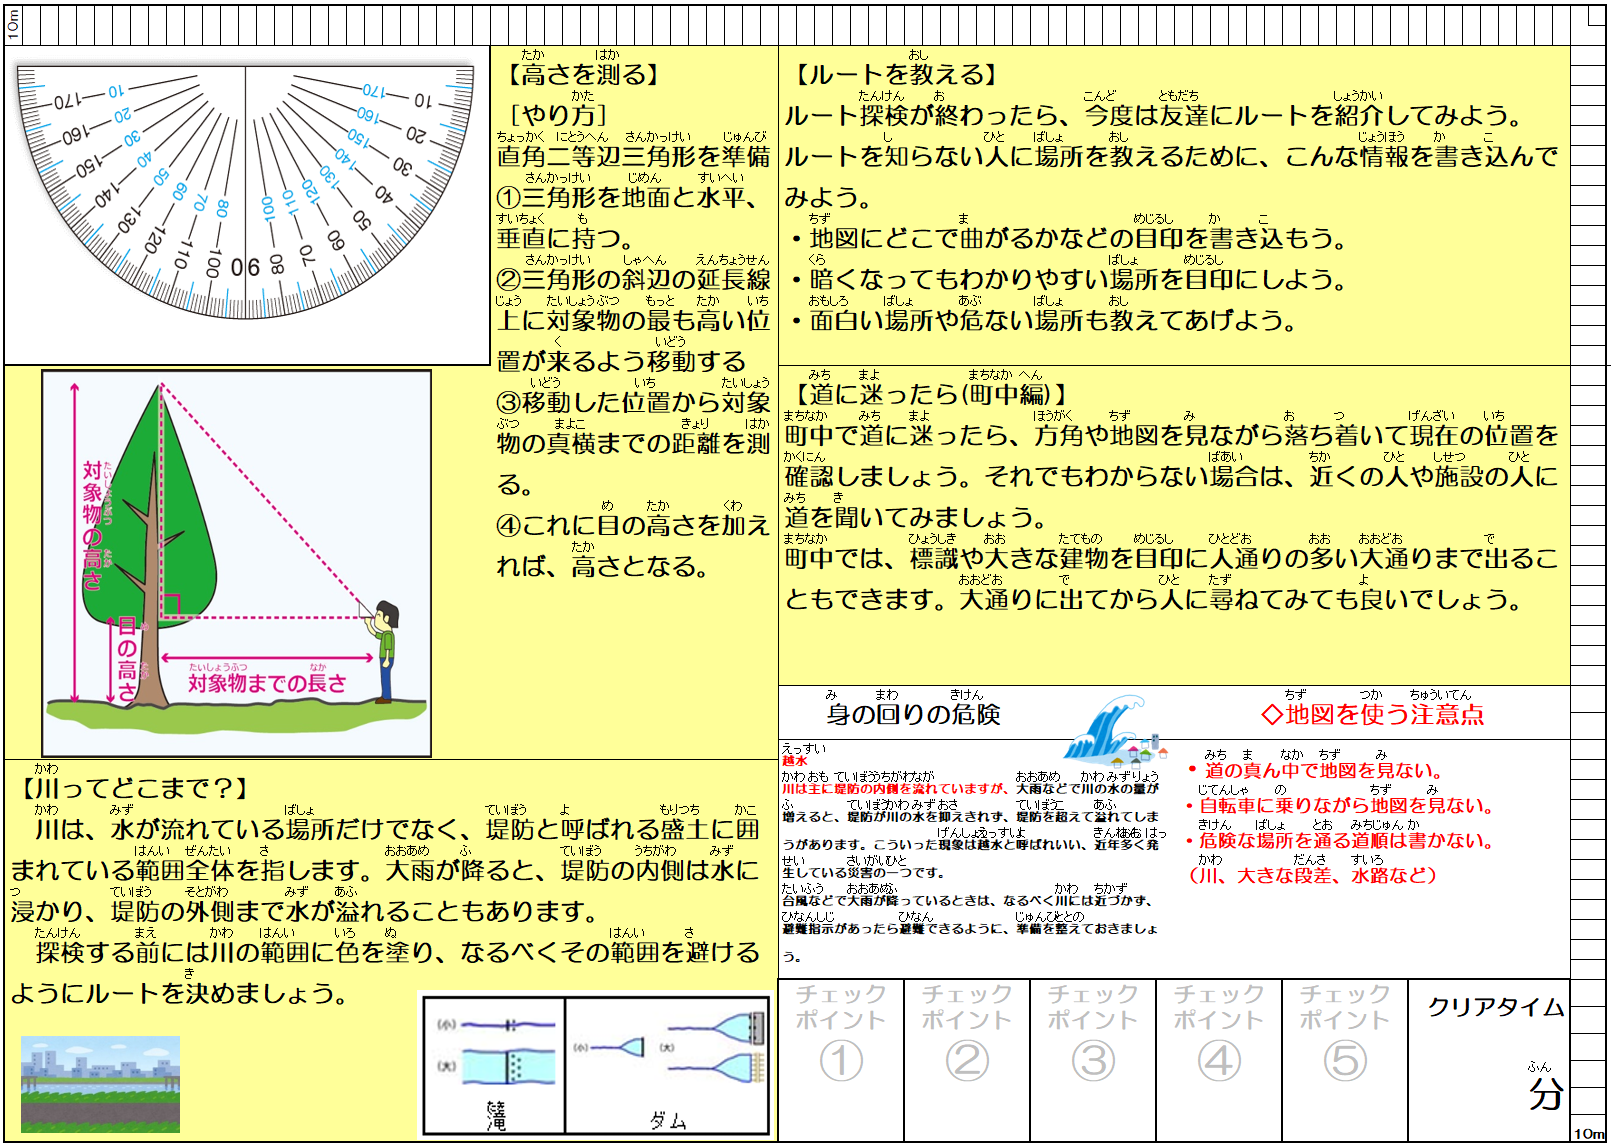 10m
10 20 30 40 50 60 70 80 90 100 110 120 130 140 150 160 170
170 160 150 140 130 120 110 100 80 70 60 50 40 30 20 10
【高さを測る】
［やり方］
直角二等辺三角形を準備
①三角形を地面と水平、
垂直に持つ。
②三角形の斜辺の延長線
上に対象物の最も高い位
置が来るよう移動する
③移動した位置から対象
物の真横までの距離を測
る。
④これに目の高さを加え
れば、高さとなる。
対象物の高さ
目の高さ
対象物までの長さ
【川ってどこまで？】
川は、水が流れている場所だけでなく、堤防と呼ばれる盛土に囲
まれている範囲全体を指します。大雨が降ると、堤防の内側は水に
浸かり、堤防の外側まで水が溢れることもあります。
探検する前には川の範囲に色を塗り、なるべくその範囲を避ける
ようにルートを決めましょう。
(小)
(大)
滝
(小)
(大)
ダム
【ルートを教える】
ルート探検が終わったら、今度は友達にルートを紹介してみよう。
ルートを知らない人に場所を教えるために、こんな情報を書き込んで
みよう。
・地図にどこで曲がるかなどの目印を書き込もう。
・暗くなってもわかりやすい場所を目印にしよう。
・面白い場所や危ない場所も教えてあげよう。
【道に迷ったら(町中編)】
町中で道に迷ったら、方角や地図を見ながら落ち着いて現在の位置を
確認しましょう。それでもわからない場合は、近くの人や施設の人に
道を聞いてみましょう。
町中では、標識や大きな建物を目印に人通りの多い大通りまで出るこ
ともできます。大通りに出てから人に尋ねてみても良いでしょう。
身の回りの危険
越水
川は主に堤防の内側を流れていますが、大雨などで川の水の量が
増えると、堤防が川の水を抑えきれず、堤防を超えて溢れてしま
うがあります。こういった現象は越水と呼ばれいい、近年多く発
生している災害の一つです。
台風などで大雨が降っているときは、なるべく川には近づかず、
避難指示があったら避難できるように、準備を整えておきましょ
う。
◇地図を使う注意点
・道の真ん中で地図を見ない。
・自転車に乗りながら地図を見ない。
・危険な場所を通る道順は書かない。
（川、大きな段差、水路など）
チェック
ポイント
①
チェック
ポイント
②
チェック
ポイント
③
チェック
ポイント
④
チェック
ポイント
⑤
クリアタイム
分
10m